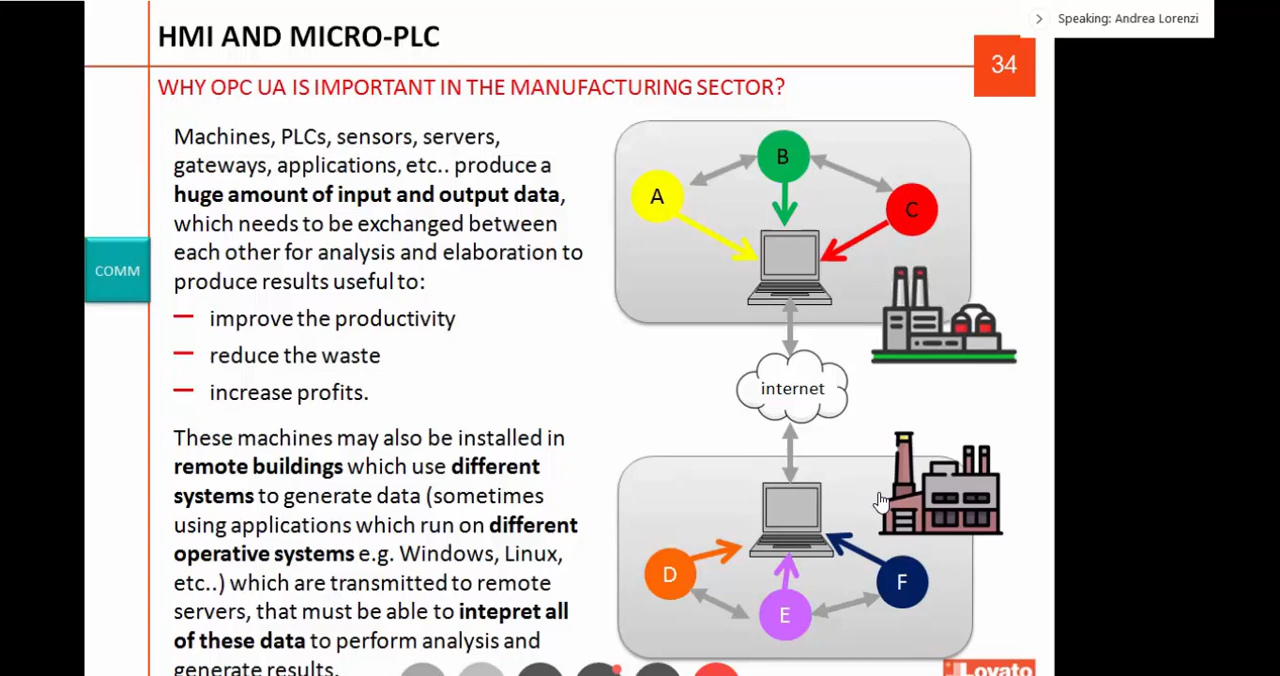 HMI AND MICRO-PLC
Speaking: Andrea Lorenzi
34
WHY OPC UA IS IMPORTANT IN THE MANUFACTURING SECTOR?
Machines, PLCs, sensors, servers,
gateways, applications, etc.. produce a
huge amount of input and output data,
which needs to be exchanged between
each other for analysis and elaboration to
produce results useful to:
improve the productivity
reduce the waste
increase profits.
These machines may also be installed in
remote buildings which use different
systems to generate data (sometimes
using applications which run on different
operative systems e.g. Windows, Linux,
etc..) which are transmitted to remote
servers, that must be able to intepret all
of these data to perform analysis and
generate results.
COMM
A
B
C
internet
D
E
F
Lovato